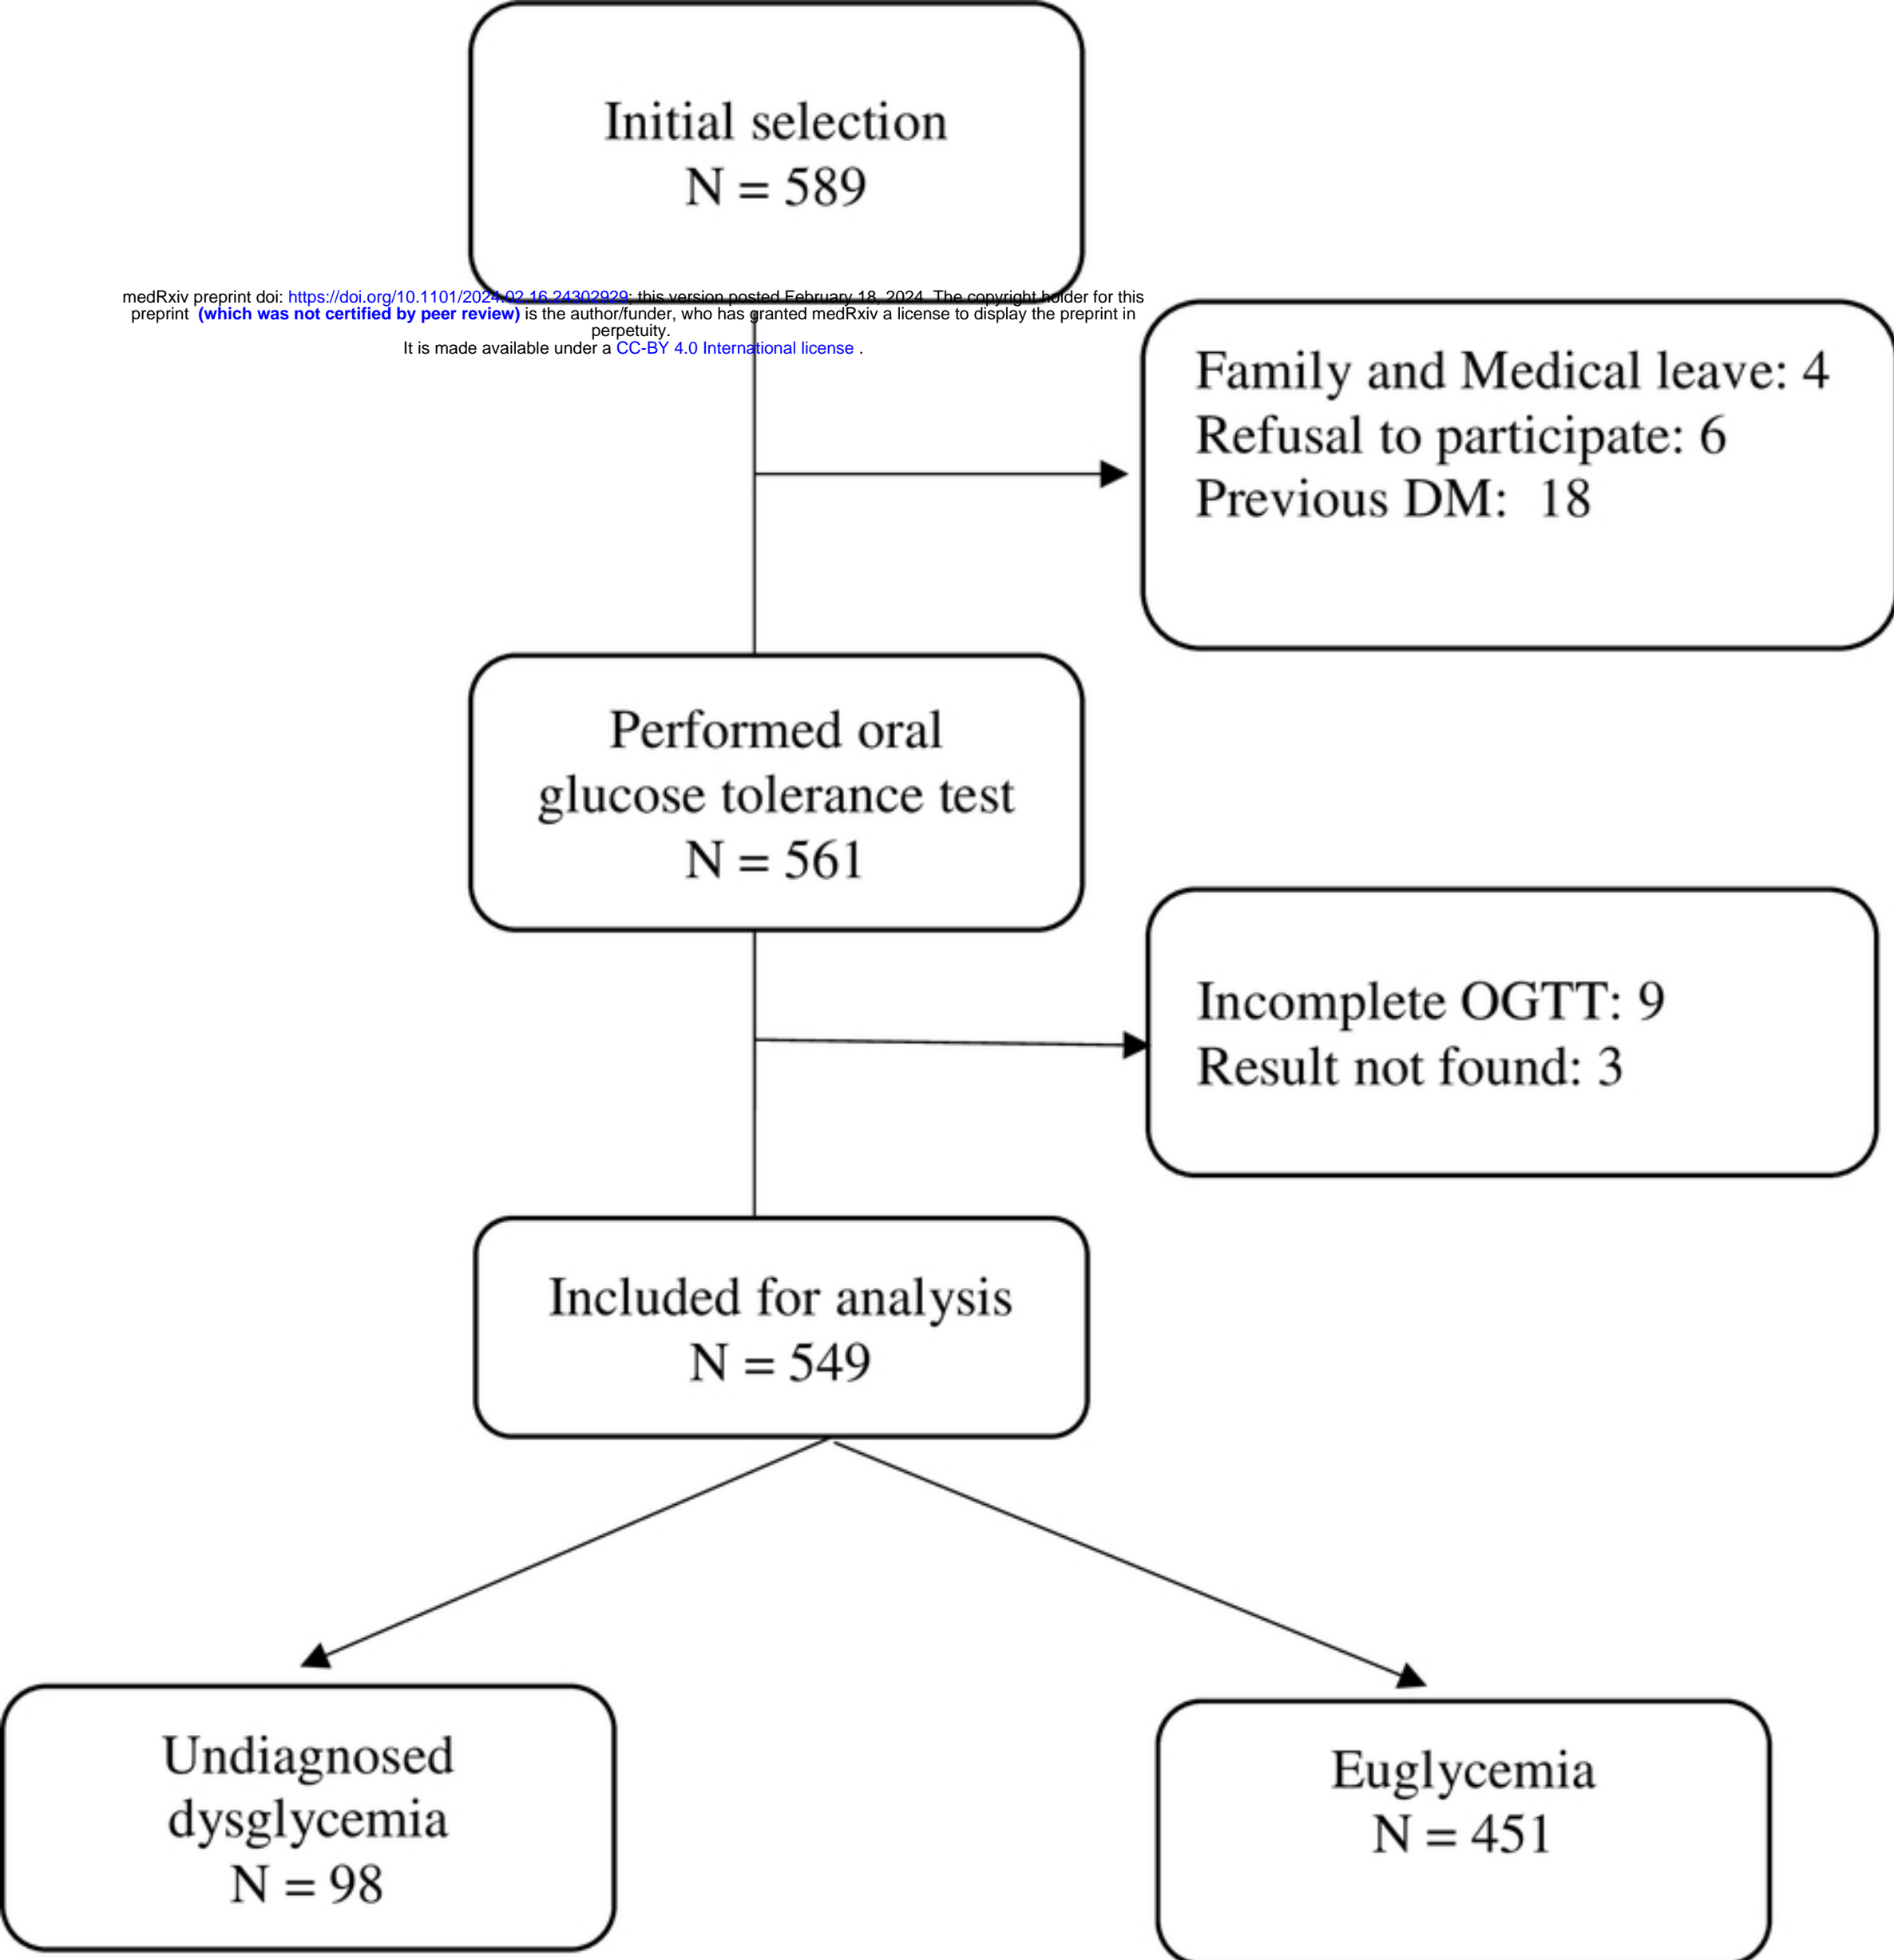 Initial selection
N = 589
medRxiv preprint doi: https://doi.org/10.1101/2024.02.16.24302929; this version posted February 18, 2024. The copyright holder for this
preprint (which was not certified by peer review) is the author/funder, who has granted medRxiv a license to display the preprint in
perpetuity.
It is made available under a CC-BY 4.0 International license .
Family and Medical leave: 4
Refusal to participate: 6
Previous DM: 18
Performed oral
glucose tolerance test
N = 561
Incomplete OGTT: 9
Result not found: 3
Included for analysis
N = 549
Undiagnosed
dysglycemia
N = 98
Euglycemia
N = 451